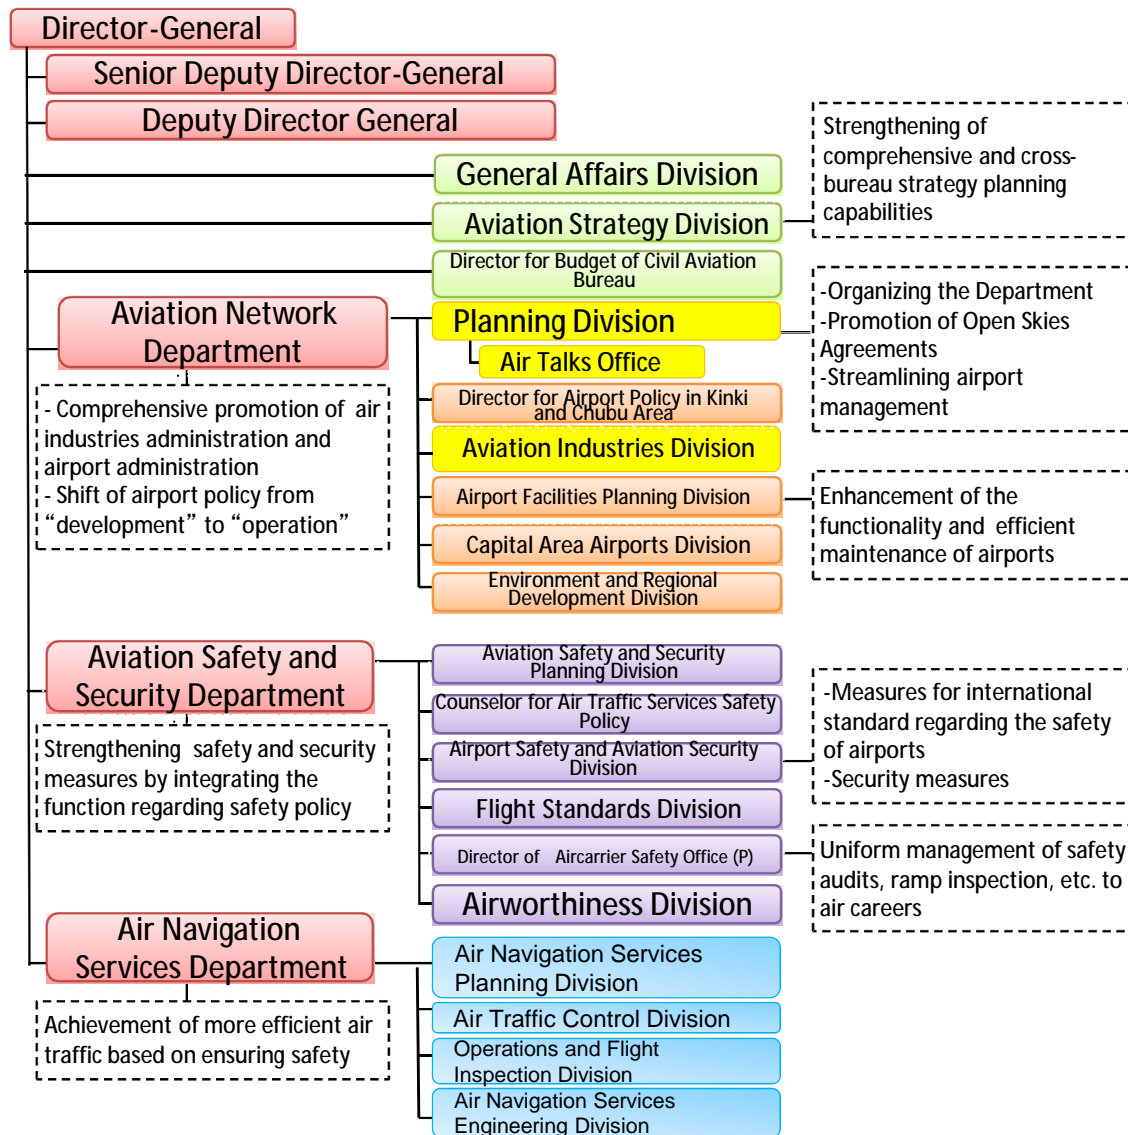 Director-General
Senior Deputy Director-General
Deputy Director General
General Affairs Division
Aviation Strategy Division
Strengthening of
comprehensive and cross-
bureau strategy planning
capabilities
Director for Budget of Civil Aviation
Bureau
Aviation Network
Department
- Comprehensive promotion of air
industries administration and
airport administration
- Shift of airport policy from
“development” to “operation”
Planning Division
Air Talks Office
-Organizing the Department
-Promotion of Open Skies
Agreements
-Streamlining airport
management
Director for Airport Policy in Kinki
and Chubu Area
Aviation Industries Division
Airport Facilities Planning Division
Enhancement of the
functionality and efficient
maintenance of airports
Capital Area Airports Division
Environment and Regional
Development Division
Aviation Safety and
Security Department
Strengthening safety and security
measures by integrating the
function regarding safety policy
Aviation Safety and Security
Planning Division
Counselor for Air Traffic Services Safety
Policy
Airport Safety and Aviation Security
Division
-Measures for international
standard regarding the safety
of airports
-Security measures
Flight Standards Division
Director of Aircarrier Safety Office (P)
Uniform management of safety
audits, ramp inspection, etc. to
air careers
Airworthiness Division
Air Navigation
Services Department
Achievement of more efficient air
traffic based on ensuring safety
Air Navigation Services
Planning Division
Air Traffic Control Division
Operations and Flight
Inspection Division
Air Navigation Services
Engineering Division